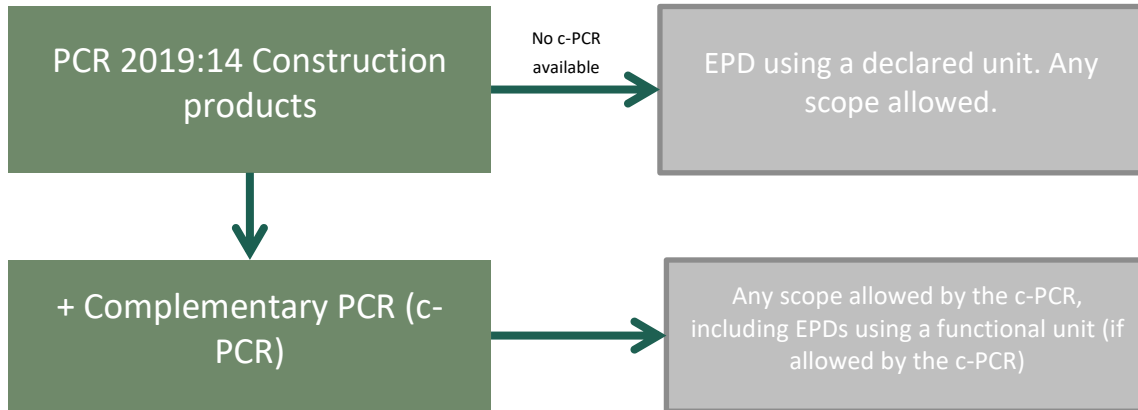 PCR 2019:14 Construction
products
No c-PCR
available
EPD using a declared unit. Any
scope allowed.
+ Complementary PCR (c-
PCR)
Any scope allowed by the c-PCR,
including EPDs using a functional unit (if
allowed by the c-PCR)